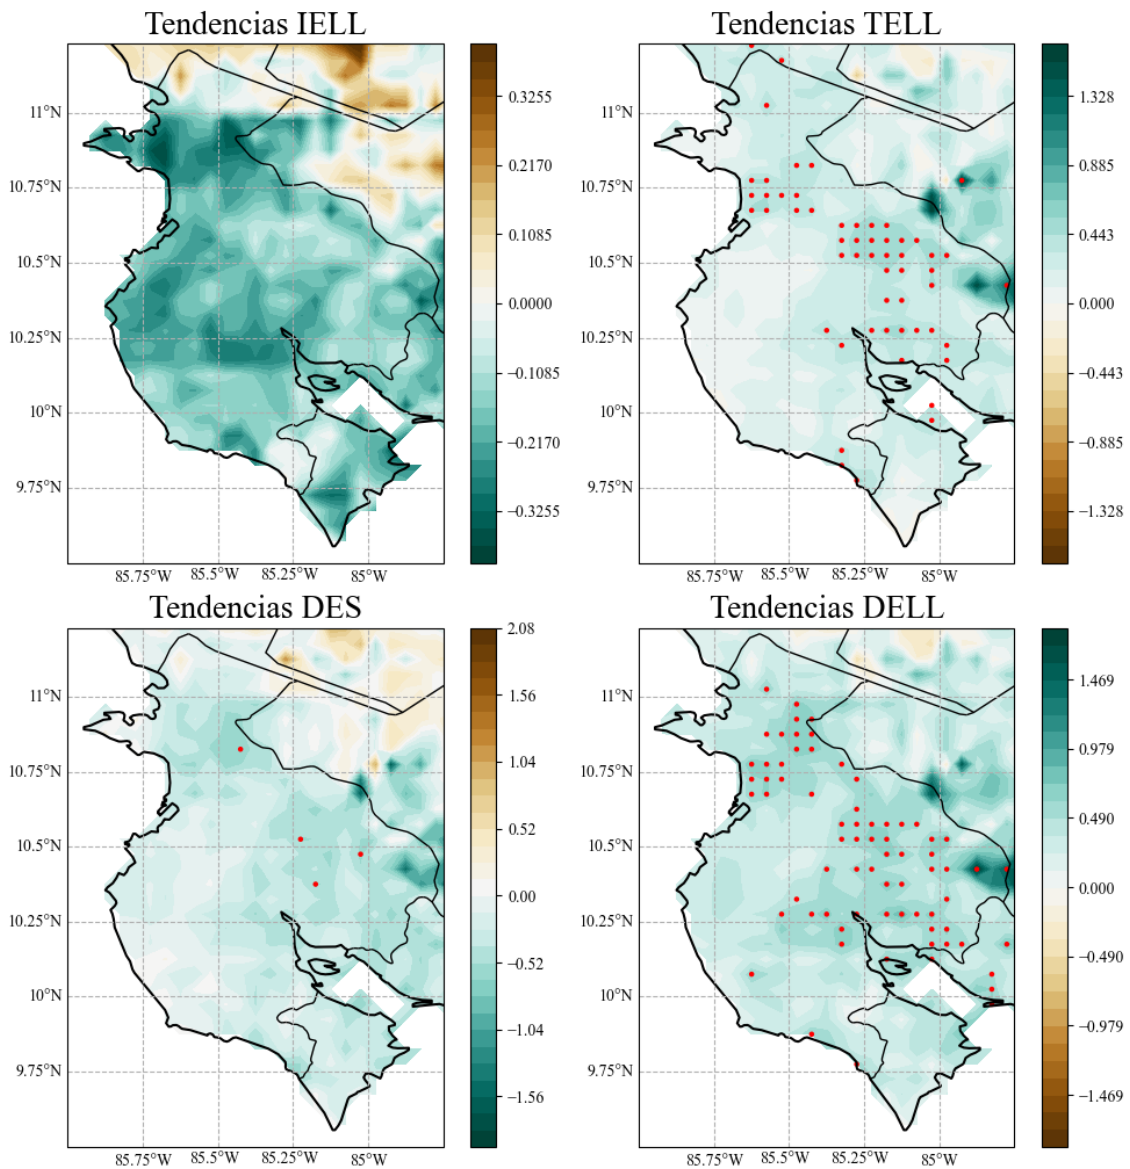 Tendencias IELL
11°N
10.75°N
10.5°N
10.25°N
10°N
9.75°N
85.75°W
85.5°W
85.25°W
85°W
0.3255
0.2170
0.1085
0.0000
−0.1085
−0.2170
−0.3255
Tendencias TELL
11°N
10.75°N
10.5°N
10.25°N
10°N
9.75°N
85.75°W
85.5°W
85.25°W
85°W
1.328
0.885
0.443
0.000
−0.443
−0.885
−1.328
Tendencias DES
11°N
10.75°N
10.5°N
10.25°N
10°N
9.75°N
85.75°W
85.5°W
85.25°W
85°W
2.08
1.56
1.04
0.52
0.00
−0.52
−1.04
−1.56
Tendencias DELL
11°N
10.75°N
10.5°N
10.25°N
10°N
9.75°N
85.75°W
85.5°W
85.25°W
85°W
1.469
0.979
0.490
0.000
−0.490
−0.979
−1.469